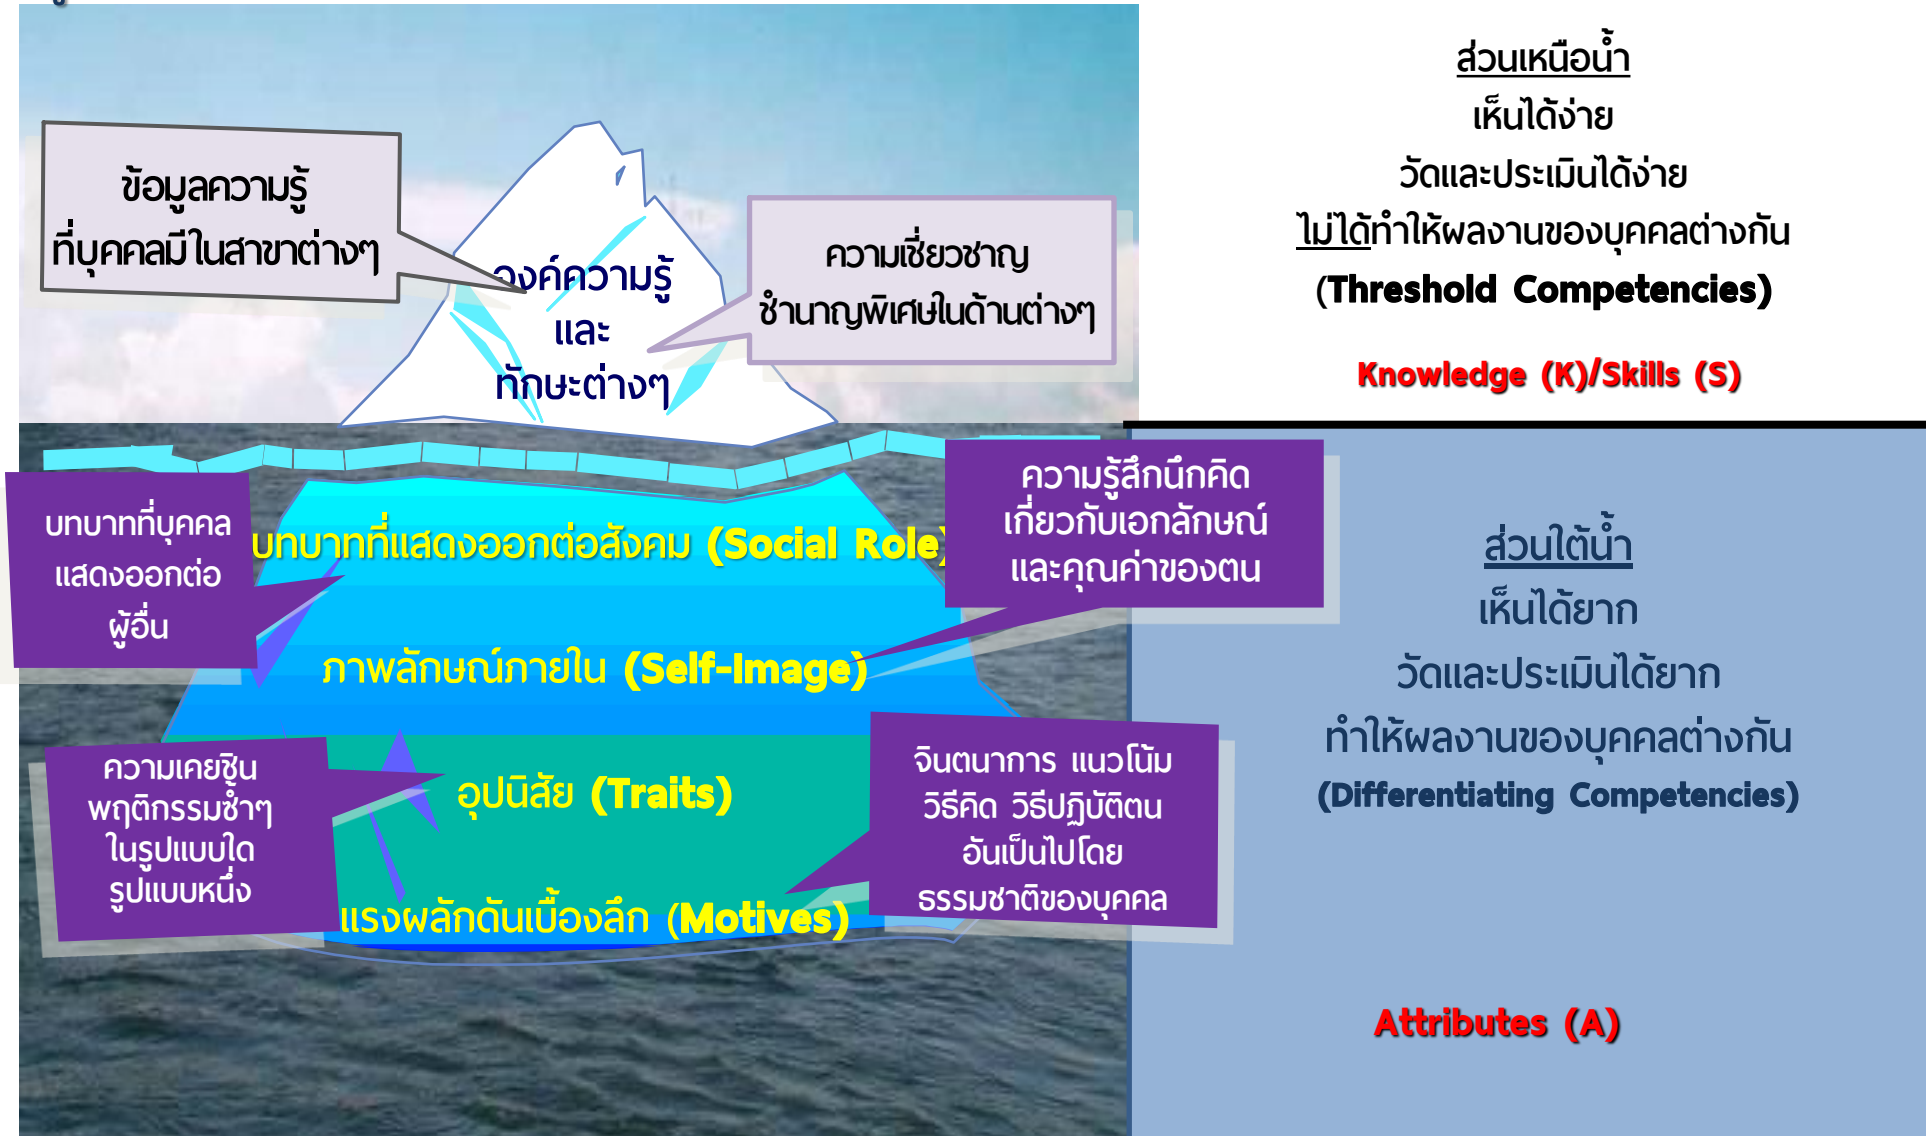 ส่วนเหนือน้ำ
เห็นได้ง่าย
วัดและประเมินได้ง่าย
ไม่ได้ทำให้ผลงานของบุคคลต่างกัน
(Threshold Competencies)
Knowledge (K)/Skills (S)
ข้อมูลความรู้
ที่บุคคลมีในสาขาต่างๆ
องค์ความรู้
และ
ทักษะต่างๆ
ความเชี่ยวชาญ
ชำนาญพิเศษในด้านต่างๆ
บทบาทที่บุคคล
แสดงออกต่อ
ผู้อื่น
บทบาทที่แสดงออกต่อสังคม (Social Role)
ความรู้สึกนึกคิด
เกี่ยวกับเอกลักษณ์
และคุณค่าของตน
ภาพลักษณ์ภายใน (Self-Image)
ความเคยชิน
พฤติกรรมซ้ำๆ
ในรูปแบบใด
รูปแบบหนึ่ง
อุปนิสัย (Traits)
จินตนาการ แนวโน้ม
วิธีคิด วิธีปฏิบัติตน
อันเป็นไปโดย
ธรรมชาติของบุคคล
แรงผลักดันเบื้องลึก (Motives)
ส่วนใต้น้ำ
เห็นได้ยาก
วัดและประเมินได้ยาก
ทำให้ผลงานของบุคคลต่างกัน
(Differentiating Competencies)
Attributes (A)